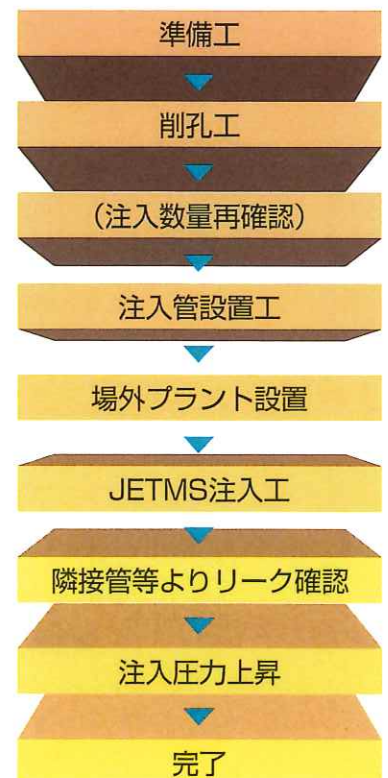 準備工
削孔工
（注入数量再確認）
注入管設置工
場外プラント設置
JETMS注入工
隣接管等よりリーク確認
注入圧力上昇
完了